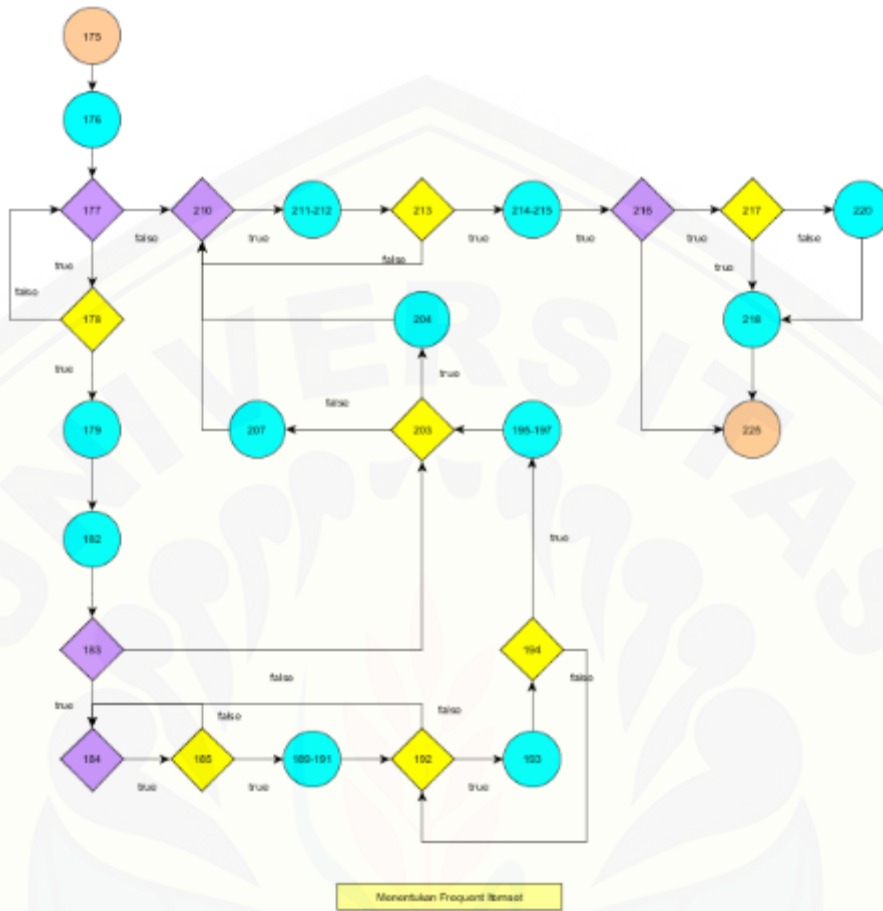 175
176
177
false
210
true
211-212
213
true
214-215
true
216
true
217
false
220
true
false
true
false
178
204
218
true
true
false
179
207
203
195-197
225
182
true
183
194
false
false
true
false
false
184
true
185
true
189-191
192
true
193
Menentukan Frequent Itemset
UNIVERSITAS